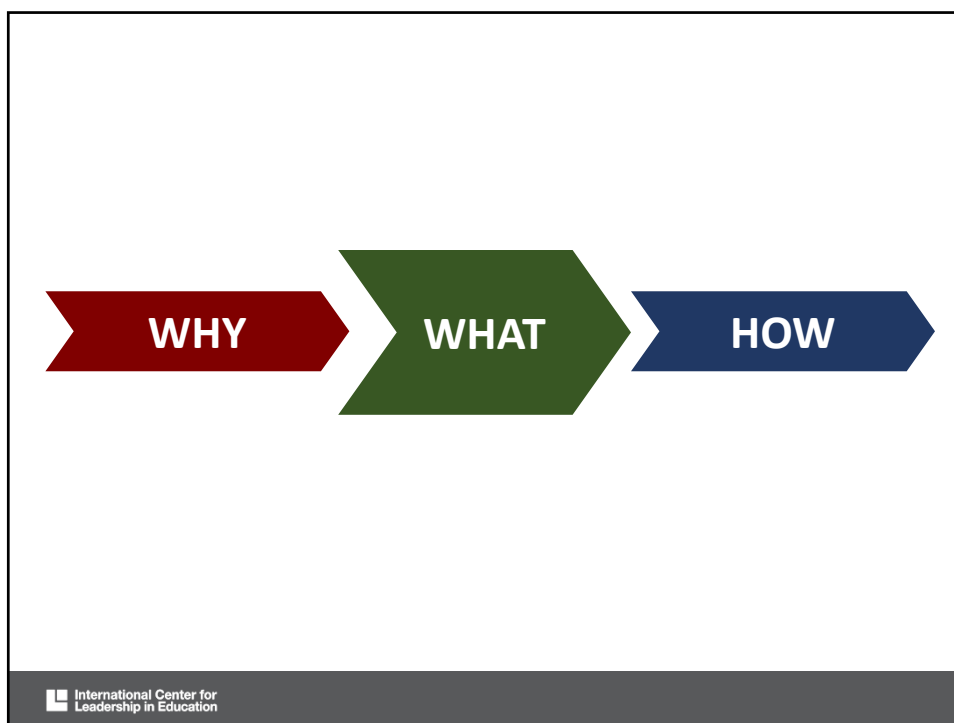 WHY
WHAT
HOW
International Center for
Leadership in Education